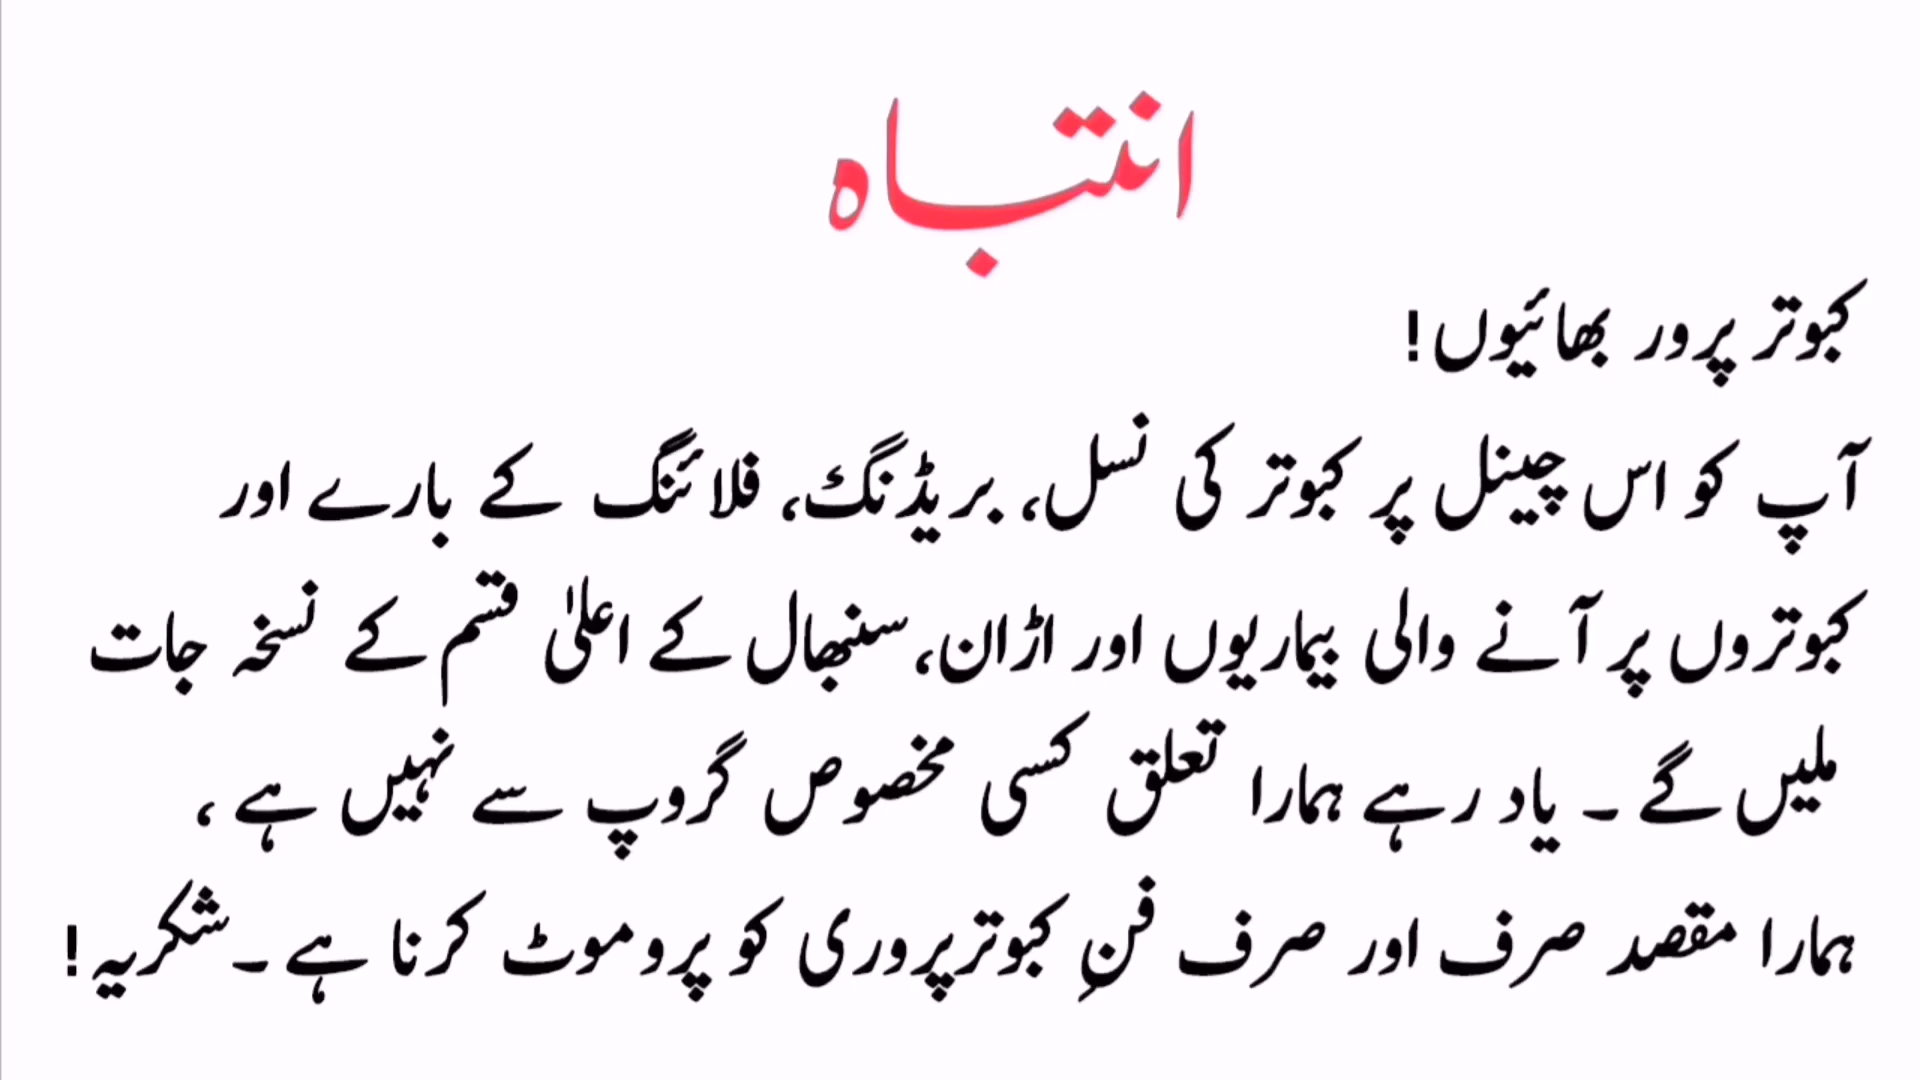 انتباہ
کبوتر پرور بھائیوں!
آپ کو اس چینل پر کبوتر کی نسل، بریڈنگ، فلائنگ کے بارے اور
کبوتروں پر آنے والی بیماریوں اور اڑان، سنبھال کے اعلیٰ قسم کے نسخہ جات
ملیں گے ۔ یاد رہے ہمارا تعلق کسی مخصوص گروپ سے نہیں ہے ،
ہمارا مقصد صرف اور صرف فنِ کبوترپروری کو پروموٹ کرنا ہے ۔ شکریہ !